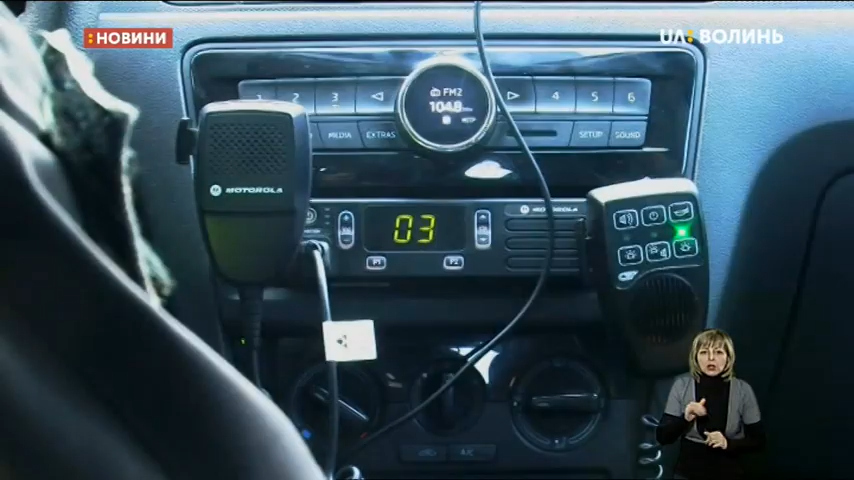 НОВИНИ
UA: ВОЛИНЬ
FM2
104.8
1 2 3 4 5 6
MEDIA EXTRAS SETUP SOUND
MOTOROLA
MOTOROLA
03
P1 P2
A/C